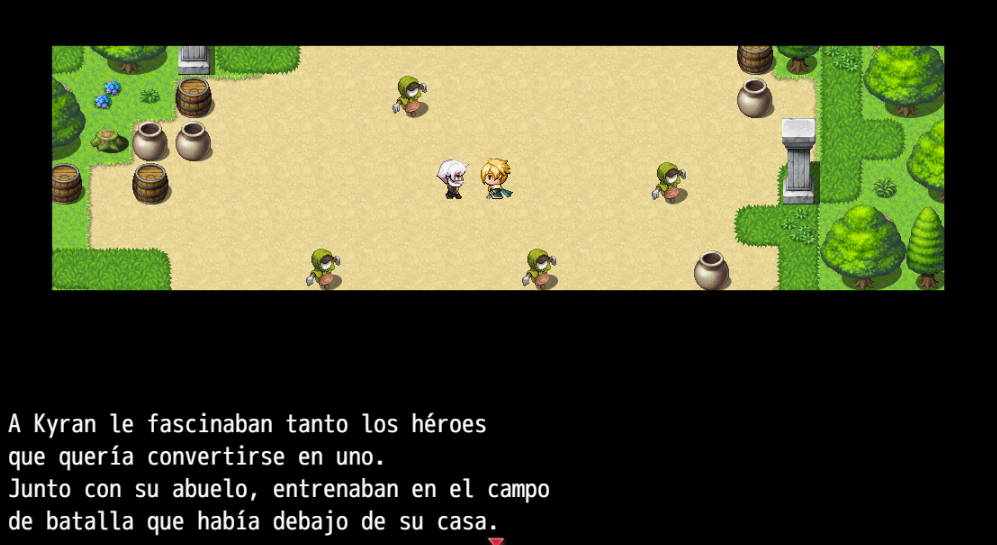 A Kyran le fascinaban tanto los héroes
que quería convertirse en uno.
Junto con su abuelo, entrenaban en el campo
de batalla que había debajo de su casa.